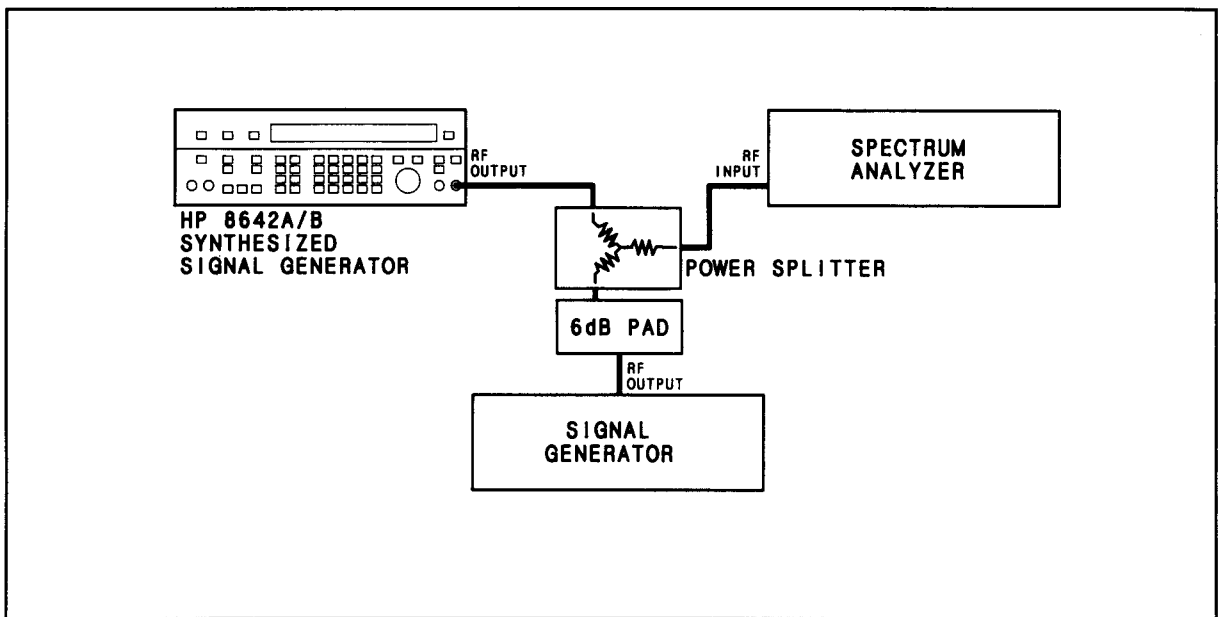 RF
OUTPUT
HP 8642A/B
SYNTHESIZED
SIGNAL GENERATOR
RF
INPUT
SPECTRUM
ANALYZER
POWER SPLITTER
6dB PAD
RF
OUTPUT
SIGNAL
GENERATOR